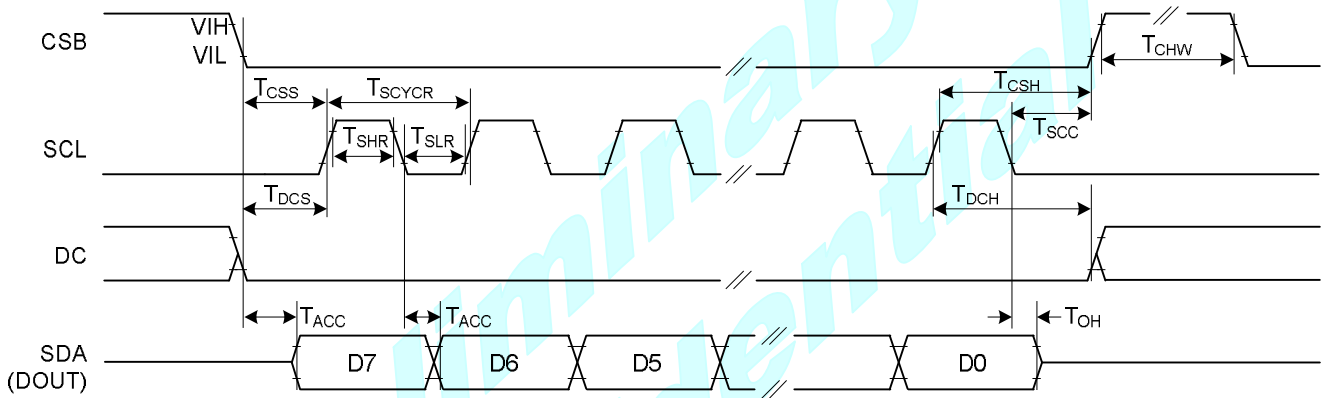 CSB
VIH
VIL
TCHW
TCSS
TSCYCR
TCSH
TSCC
SCL
TSHR
TSLR
TDCS
TDCH
DC
TACC
TACC
TOH
SDA
(DOUT)
D7
D6
D5
D0